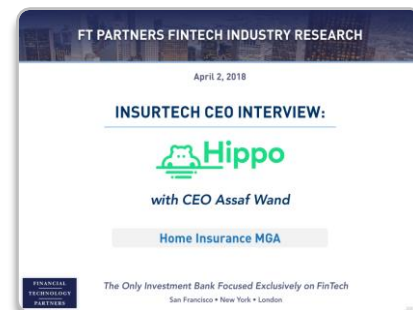 FT PARTNERS FINTECH INDUSTRY RESEARCH
April 2, 2018
INSURTECH CEO INTERVIEW:
Hippo
with CEO Assaf Wand
Home Insurance MGA
FINANCIAL
TECHNOLOGY
PARTNERS
The Only Investment Bank Focused Exclusively on FinTech
San Francisco • New York • London